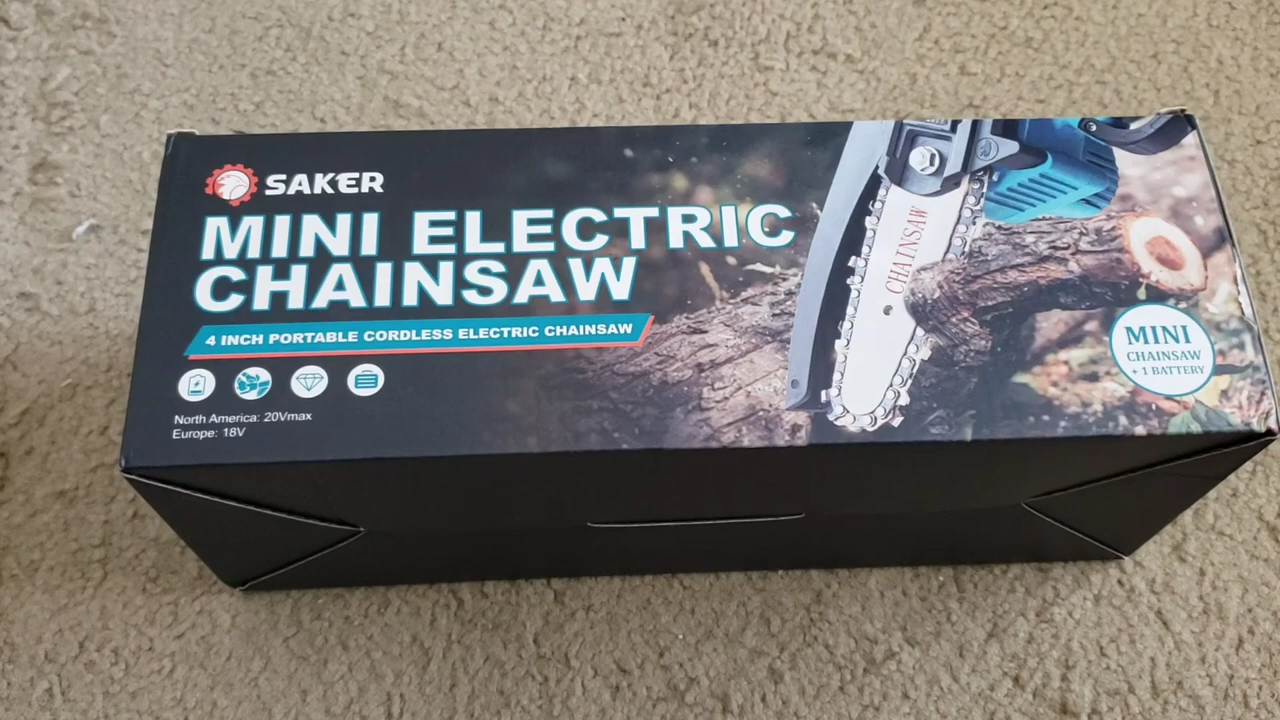 SAKER
MINI ELECTRIC
CHAINSAW
4 INCH PORTABLE CORDLESS ELECTRIC CHAINSAW
North America: 20Vmax
Europe: 18V
CHAINSAW
MINI
CHAINSAW
+ 1 BATTERY